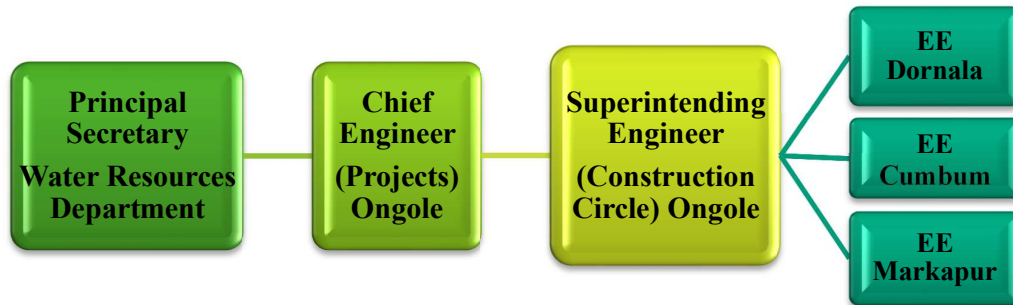 Principal
Secretary
Water Resources
Department
Chief
Engineer
(Projects)
Ongole
Superintending
Engineer
(Construction
Circle) Ongole
EE
Dornala
EE
Cumbum
EE
Markapur